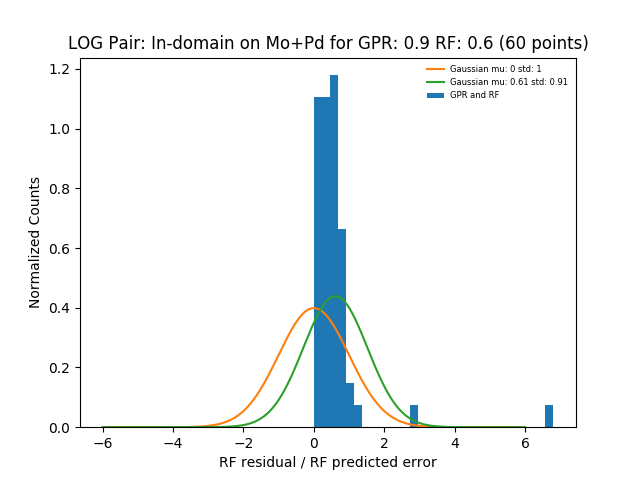 LOG Pair: In-domain on Mo+Pd for GPR: 0.9 RF: 0.6 (60 points)
Gaussian mu: 0 std: 1
Gaussian mu: 0.61 std: 0.91
GPR and RF
Normalized Counts
1.2
1.0
0.8
0.6
0.4
0.2
0.0
−6 −4 −2 0 2 4 6
RF residual / RF predicted error